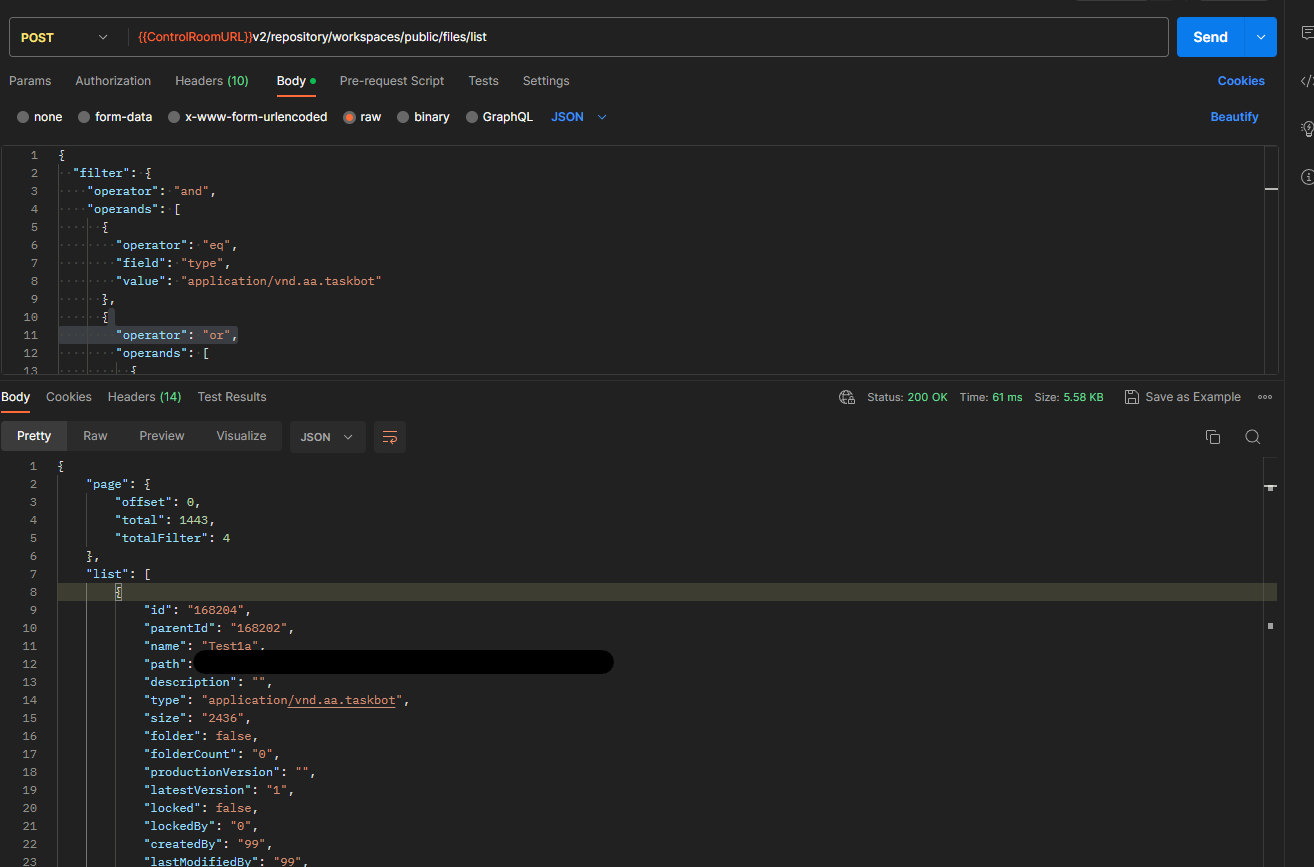 POST {{ControlRoomURL}}v2/repository/workspaces/public/files/list Send
Params Authorization Headers (10) Body Pre-request Script Tests Settings Cookies
none form-data x-www-form-urlencoded raw binary GraphQL JSON Beautify
1 {
2 "filter": {
3 "operator": "and",
4 "operands": [
5 {
6 "operator": "eq",
7 "field": "type",
8 "value": "application/vnd.aa.taskbot"
9 },
10 {
11 "operator": "or",
12 "operands": [
13 {
Body Cookies Headers (14) Test Results Status: 200 OK Time: 61 ms Size: 5.58 KB Save as Example
Pretty Raw Preview Visualize JSON
1 {
2 "page": {
3 "offset": 0,
4 "total": 1443,
5 "totalFilter": 4
6 },
7 "list": [
8 {
9 "id": "168204",
10 "parentId": "168202",
11 "name": "Test1a",
12 "path":
13 "description": "",
14 "type": "application/vnd.aa.taskbot",
15 "size": "2436",
16 "folder": false,
17 "folderCount": "0",
18 "productionVersion": "",
19 "latestVersion": "1",
20 "locked": false,
21 "lockedBy": "0",
22 "createdBy": "99",
23 "lastModifiedBy": "99",